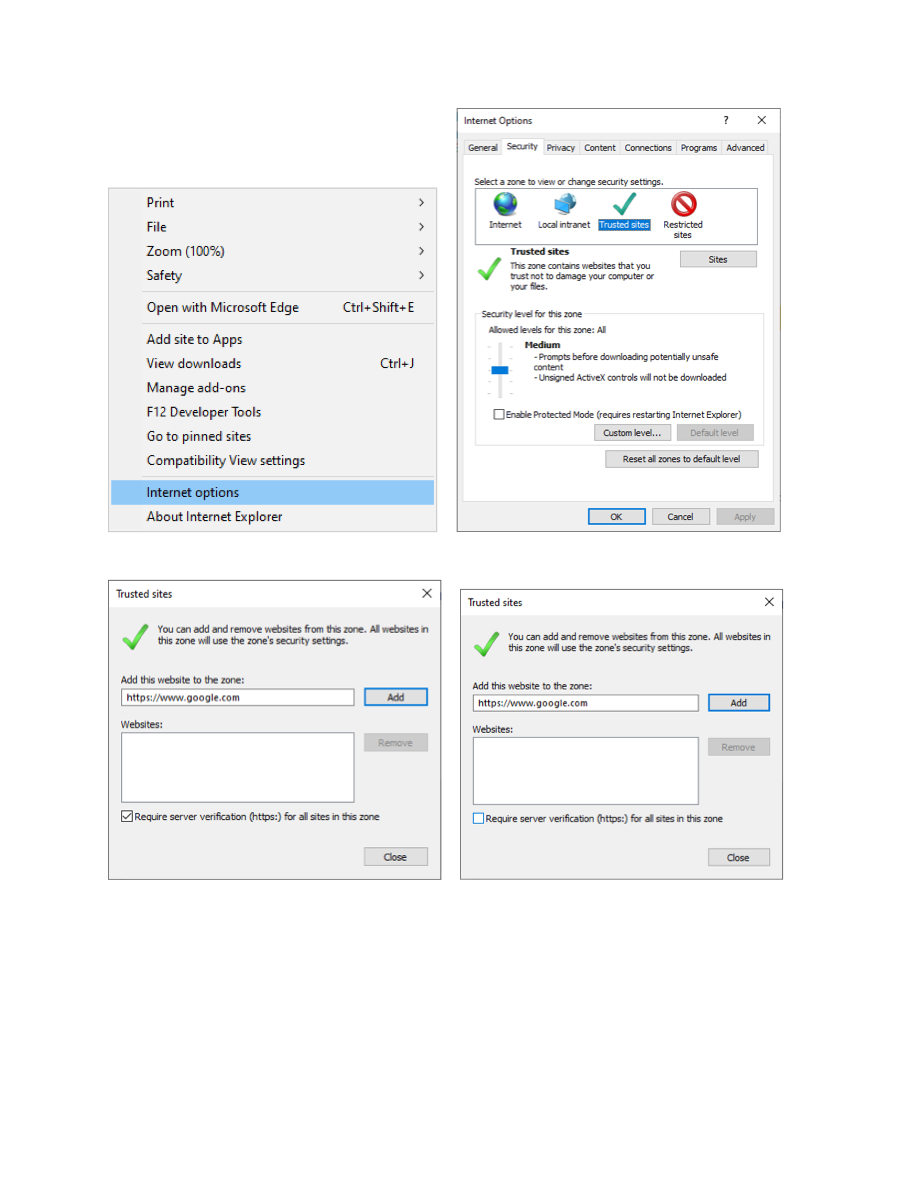 Print
File
Zoom (100%)
Safety
Open with Microsoft Edge Ctrl+Shift+E
Add site to Apps
View downloads Ctrl+J
Manage add-ons
F12 Developer Tools
Go to pinned sites
Compatibility View settings
Internet options
About Internet Explorer
Internet Options ?
General Security Privacy Content Connections Programs Advanced
Select a zone to view or change security settings.
Internet Local intranet Trusted sites Restricted
sites
Trusted sites
Sites
This zone contains websites that you
trust not to damage your computer or
your files.
Security level for this zone
Allowed levels for this zone: All
Medium
- Prompts before downloading potentially unsafe
content
- Unsigned ActiveX controls will not be downloaded
Enable Protected Mode (requires restarting Internet Explorer)
Custom level... Default level
Reset all zones to default level
OK Cancel Apply
Trusted sites
You can add and remove websites from this zone. All websites in
this zone will use the zone's security settings.
Add this website to the zone:
https://www.google.com Add
Websites:
Remove
Require server verification (https:) for all sites in this zone
Close
Trusted sites
You can add and remove websites from this zone. All websites in
this zone will use the zone's security settings.
Add this website to the zone:
https://www.google.com Add
Websites:
Remove
Require server verification (https:) for all sites in this zone
Close